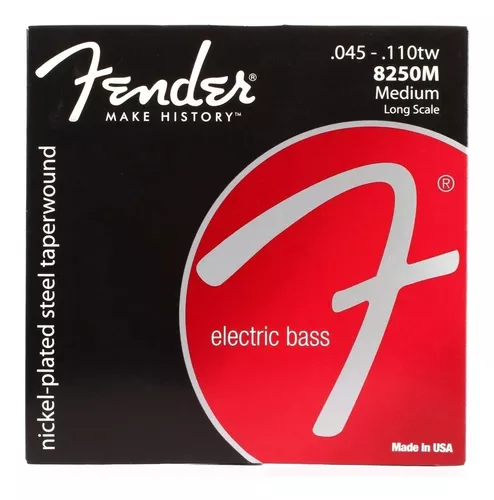 Fender®
MAKE HISTORY™
.045 - .110tw
8250M
Medium
Long Scale
nickel-plated steel taperwound
F®
electric bass
Made in USA